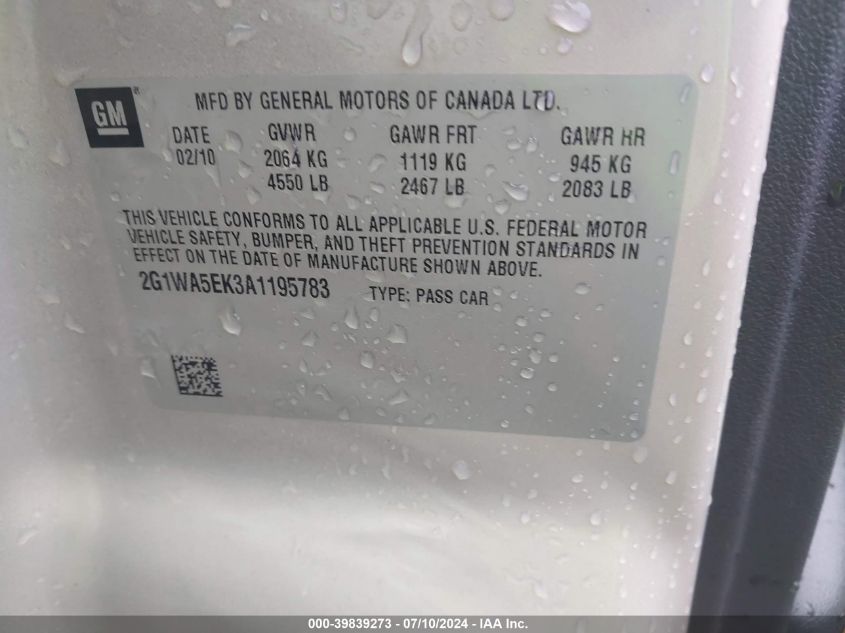 GM
MFD BY GENERAL MOTORS OF CANADA LTD.
DATE GVWR GAWR FRT GAWR RR
02/10 2064 KG 1119 KG 945 KG
4550 LB 2467 LB 2083 LB
THIS VEHICLE CONFORMS TO ALL APPLICABLE U.S. FEDERAL MOTOR
VEHICLE SAFETY, BUMPER, AND THEFT PREVENTION STANDARDS IN
EFFECT ON THE DATE OF MANUFACTURE SHOWN ABOVE.
2G1WA5EK3A1195783 TYPE: PASS CAR
000-39839273 - 07/10/2024 - IAA Inc.